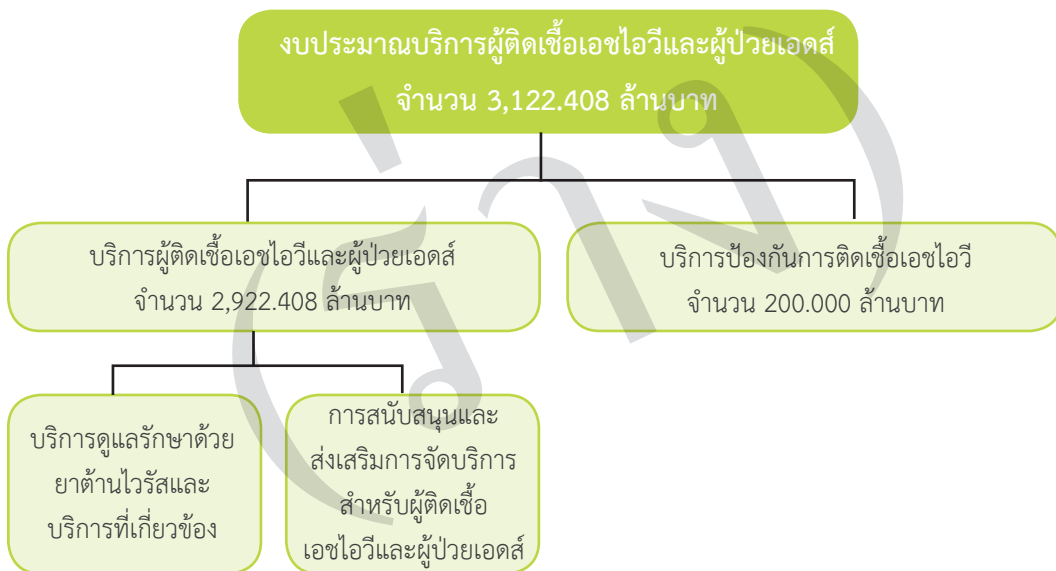 งบประมาณบริการผู้ติดเชื้อเอชไอวีและผู้ป่วยเอดส์
จำนวน 3,122.408 ล้านบาท
บริการผู้ติดเชื้อเอชไอวีและผู้ป่วยเอดส์
จำนวน 2,922.408 ล้านบาท
บริการป้องกันการติดเชื้อเอชไอวี
จำนวน 200.000 ล้านบาท
บริการดูแลรักษาด้วย
ยาต้านไวรัสและ
บริการที่เกี่ยวข้อง
การสนับสนุนและ
ส่งเสริมการจัดบริการ
สำหรับผู้ติดเชื้อ
เอชไอวีและผู้ป่วยเอดส์
(ร่าง)